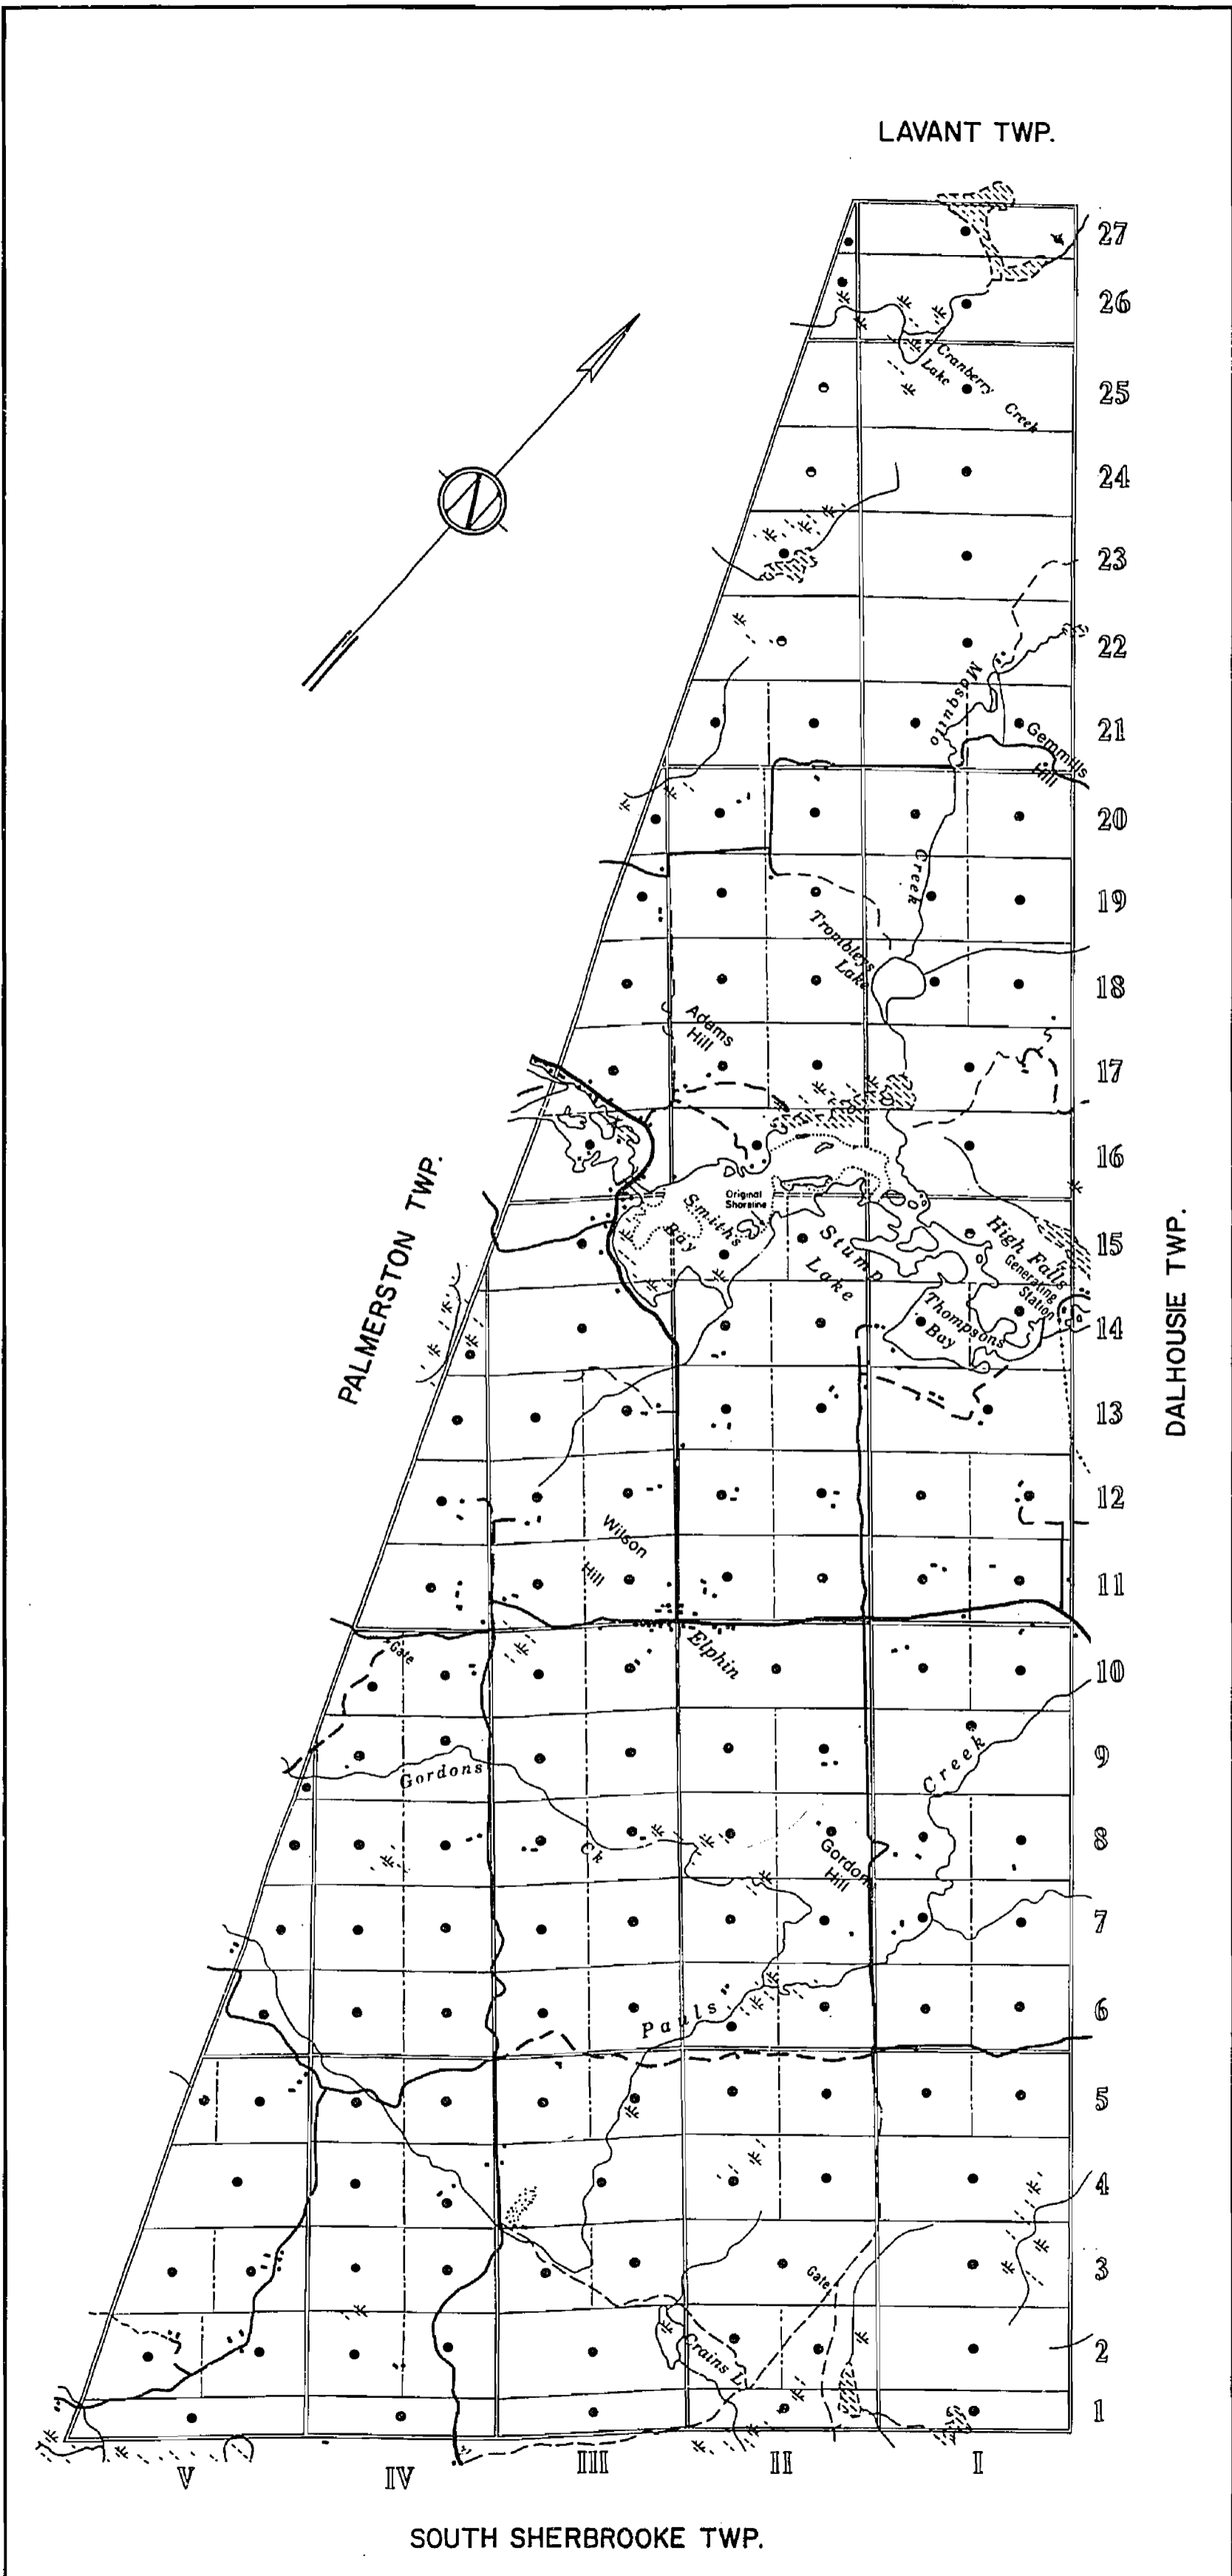 LAVANT TWP.
27
26
Cranberry
Lake
Creek
25
24
N
23
22
Mosquito
21
Gemmills
Hill
20
Creek
19
Trombleys
Lake
18
Adams
Hill
17
16
PALMERSTON TWP.
Original
Shoreline
Smiths
Bay
Stump
Lake
High Falls
Generating
Station
15
DALHOUSIE TWP.
Thompsons
Bay
14
13
12
Wilson
Hill
11
Gate
Elphin
10
Gordons
Creek
9
Ck
Gordon
Hill
8
7
Pauls
6
5
4
Gate
3
Crains L.
2
1
V
IV
III
II
I
SOUTH SHERBROOKE TWP.